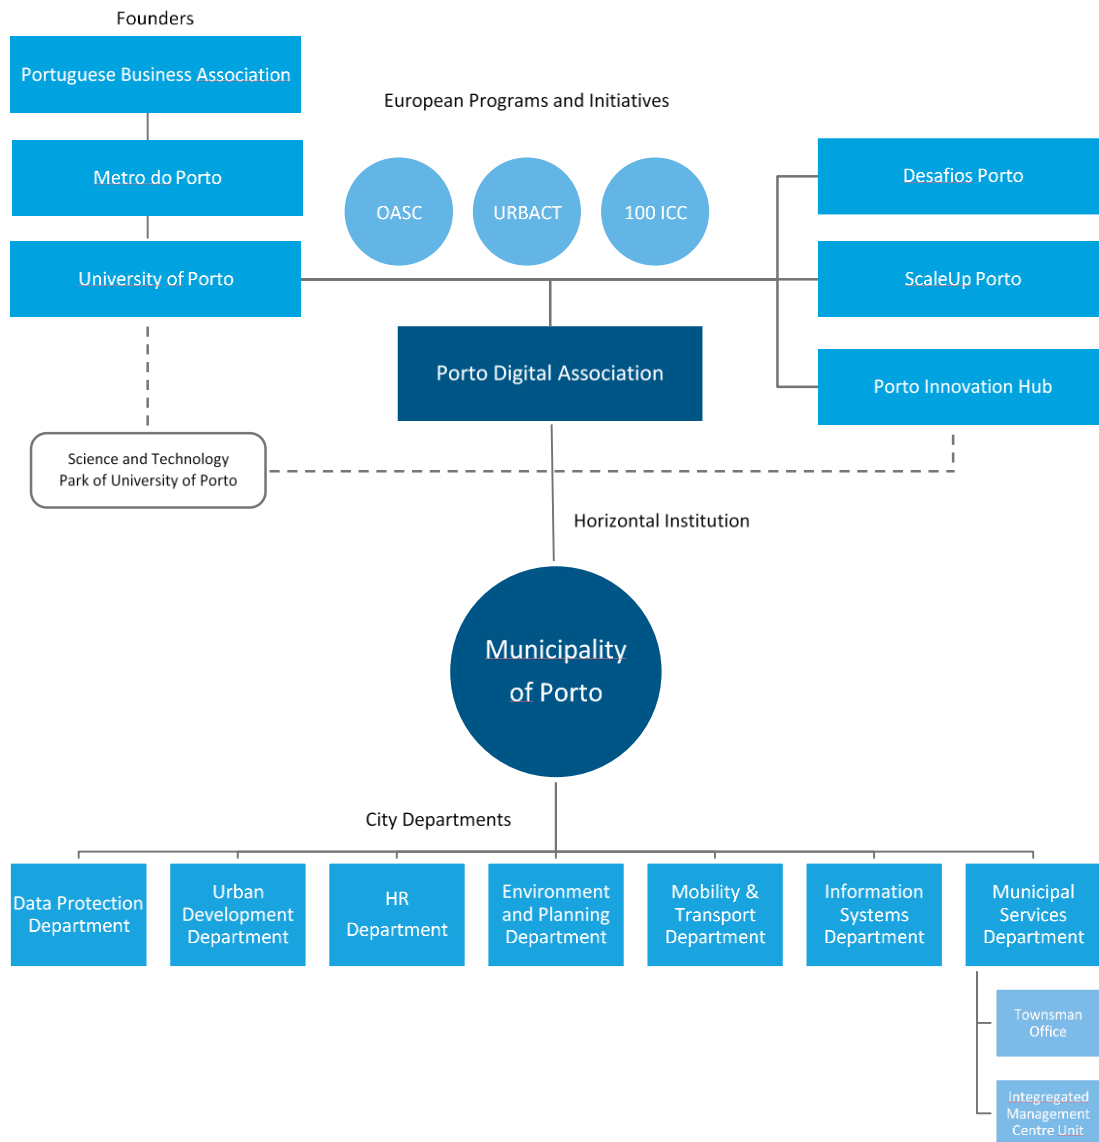 Founders
Portuguese Business Association
European Programs and Initiatives
Metro do Porto
OASC
URBACT
100 ICC
Desafios Porto
University of Porto
ScaleUp Porto
Porto Digital Association
Porto Innovation Hub
Science and Technology
Park of University of Porto
Horizontal Institution
Municipality
of Porto
City Departments
Data Protection
Department
Urban
Development
Department
HR
Department
Environment
and Planning
Department
Mobility &
Transport
Department
Information
Systems
Department
Municipal
Services
Department
Townsman
Office
Integregated
Management
Centre Unit